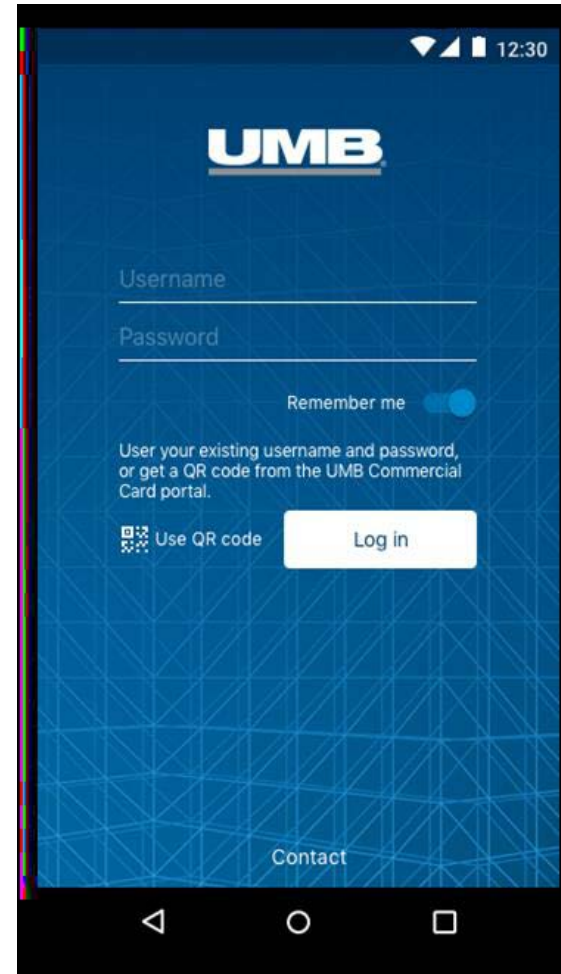 12:30
UMB
Username
Password
Remember me
User your existing username and password,
or get a QR code from the UMB Commercial
Card portal.
Use QR code
Log in
Contact